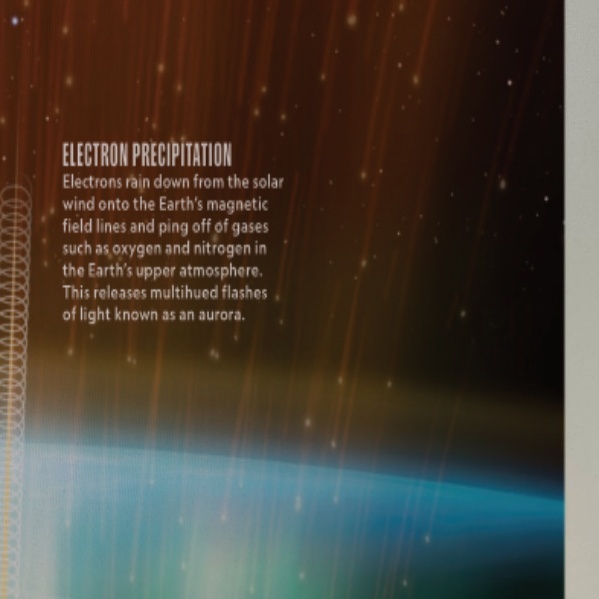 ELECTRON PRECIPITATION
Electrons rain down from the solar
wind onto the Earth's magnetic
field lines and ping off of gases
such as oxygen and nitrogen in
the Earth's upper atmosphere.
This releases multihued flashes
of light known as an aurora.